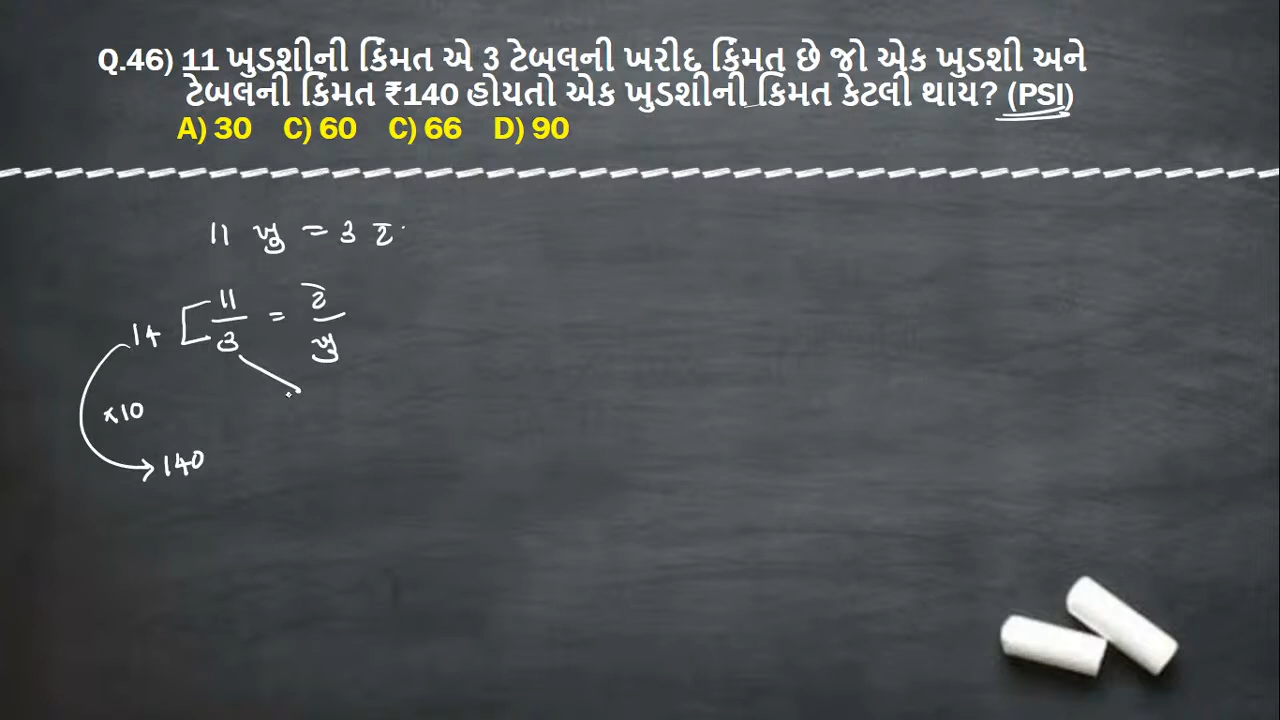 Q.46) 11 ખુડશીની કિંમત એ 3 ટેબલની ખરીદ કિંમત છે જો એક ખુડશી અને
ટેબલની કિંમત ₹140 હોયતો એક ખુડશીની કિંમત કેટલી થાય? (PSI)
A) 30 C) 60 C) 66 D) 90
11 ખુ = 3 ટ
14 [ 11/3 = ટ/ખુ
×10
140